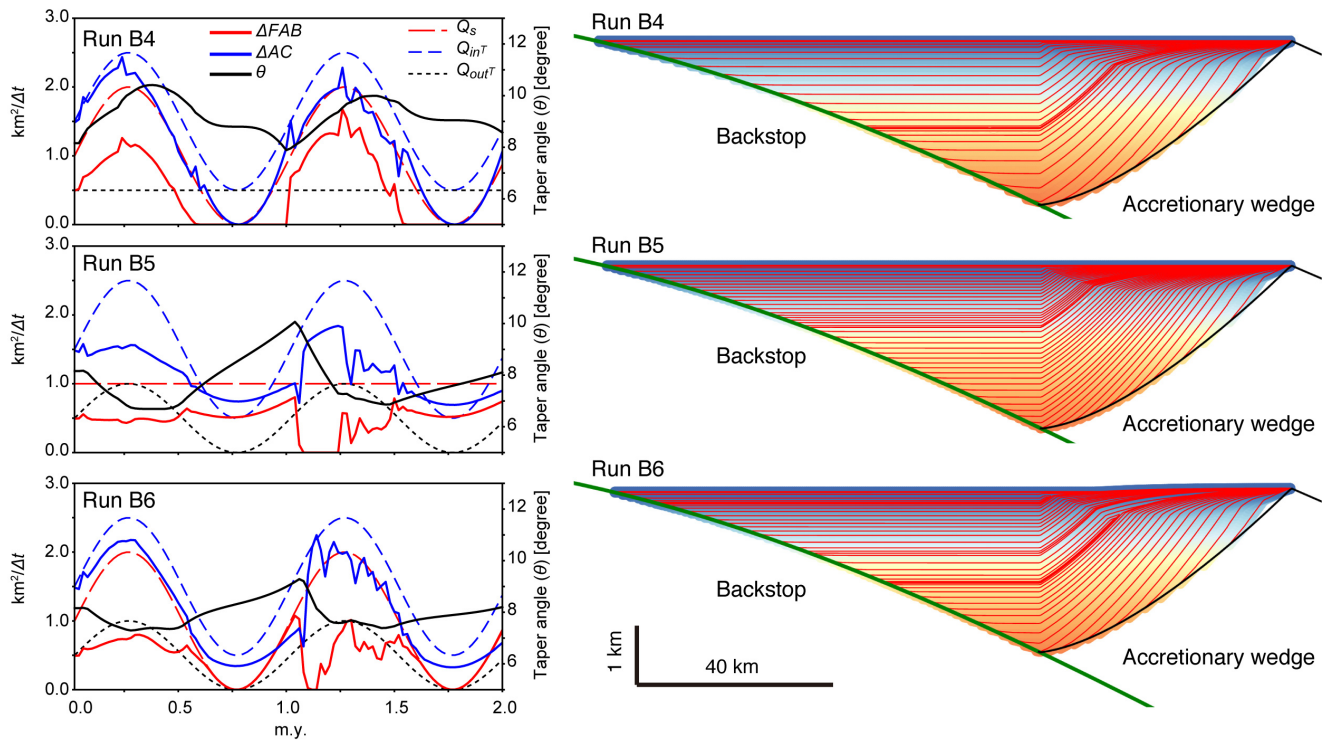 Run B4
ΔFAB
ΔAC
θ
Qs
QinT
QoutT
km²/Δt
3.0
2.0
1.0
0.0
12
10
8
6
Taper angle (θ) [degree]
Run B5
km²/Δt
3.0
2.0
1.0
0.0
12
10
8
6
Taper angle (θ) [degree]
Run B6
km²/Δt
3.0
2.0
1.0
0.0
12
10
8
6
Taper angle (θ) [degree]
0.0 0.5 1.0 1.5 2.0
m.y.
Run B4
Backstop
Accretionary wedge
Run B5
Backstop
Accretionary wedge
Run B6
Backstop
Accretionary wedge
1 km
40 km